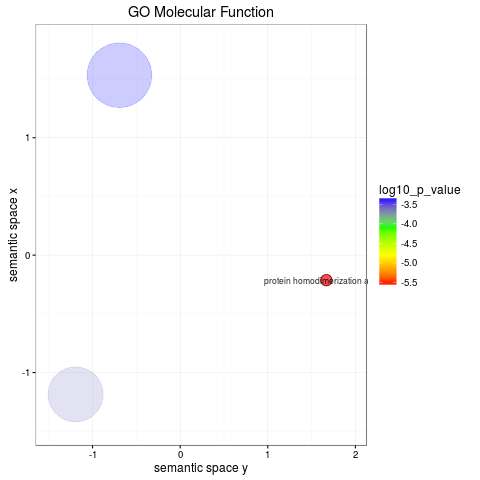 GO Molecular Function
1
0
-1
semantic space x
protein homodimerization a
-1
0
1
2
semantic space y
log10_p_value
-3.5
-4.0
-4.5
-5.0
-5.5